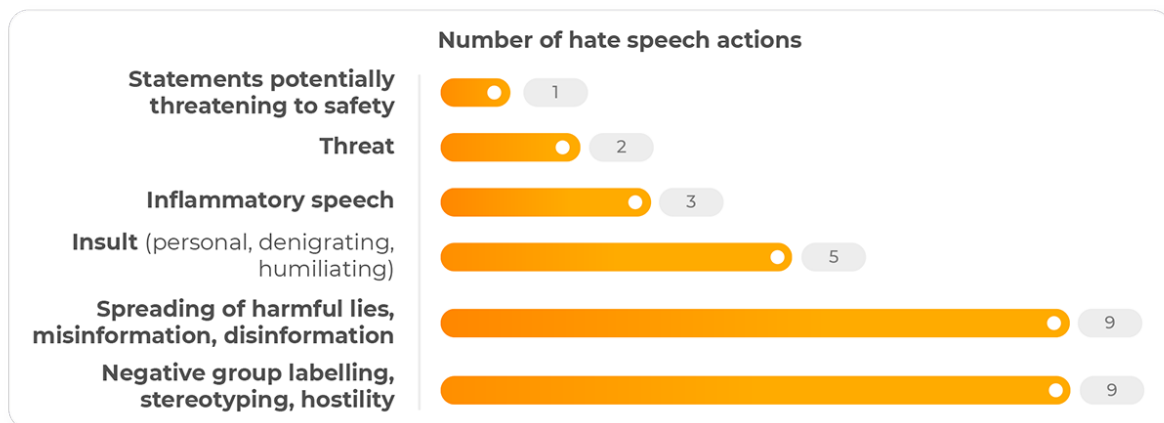 Number of hate speech actions
Statements potentially
threatening to safety
1
Threat
2
Inflammatory speech
3
Insult (personal, denigrating,
humiliating)
5
Spreading of harmful lies,
misinformation, disinformation
9
Negative group labelling,
stereotyping, hostility
9